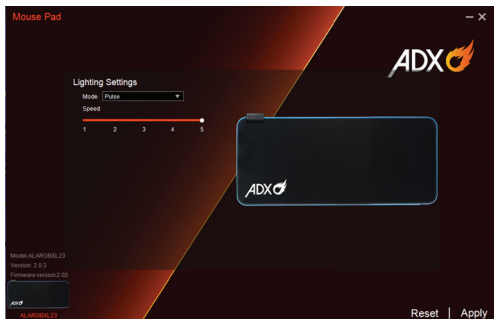 Mouse Pad
ADX
Lighting Settings
Mode Pulse
Speed
1 2 3 4 5
ADX
Model:ALARGBXL23
Version: 2.0.3
Firmware version:2.02
ADX
ALARGBXL23
Reset | Apply